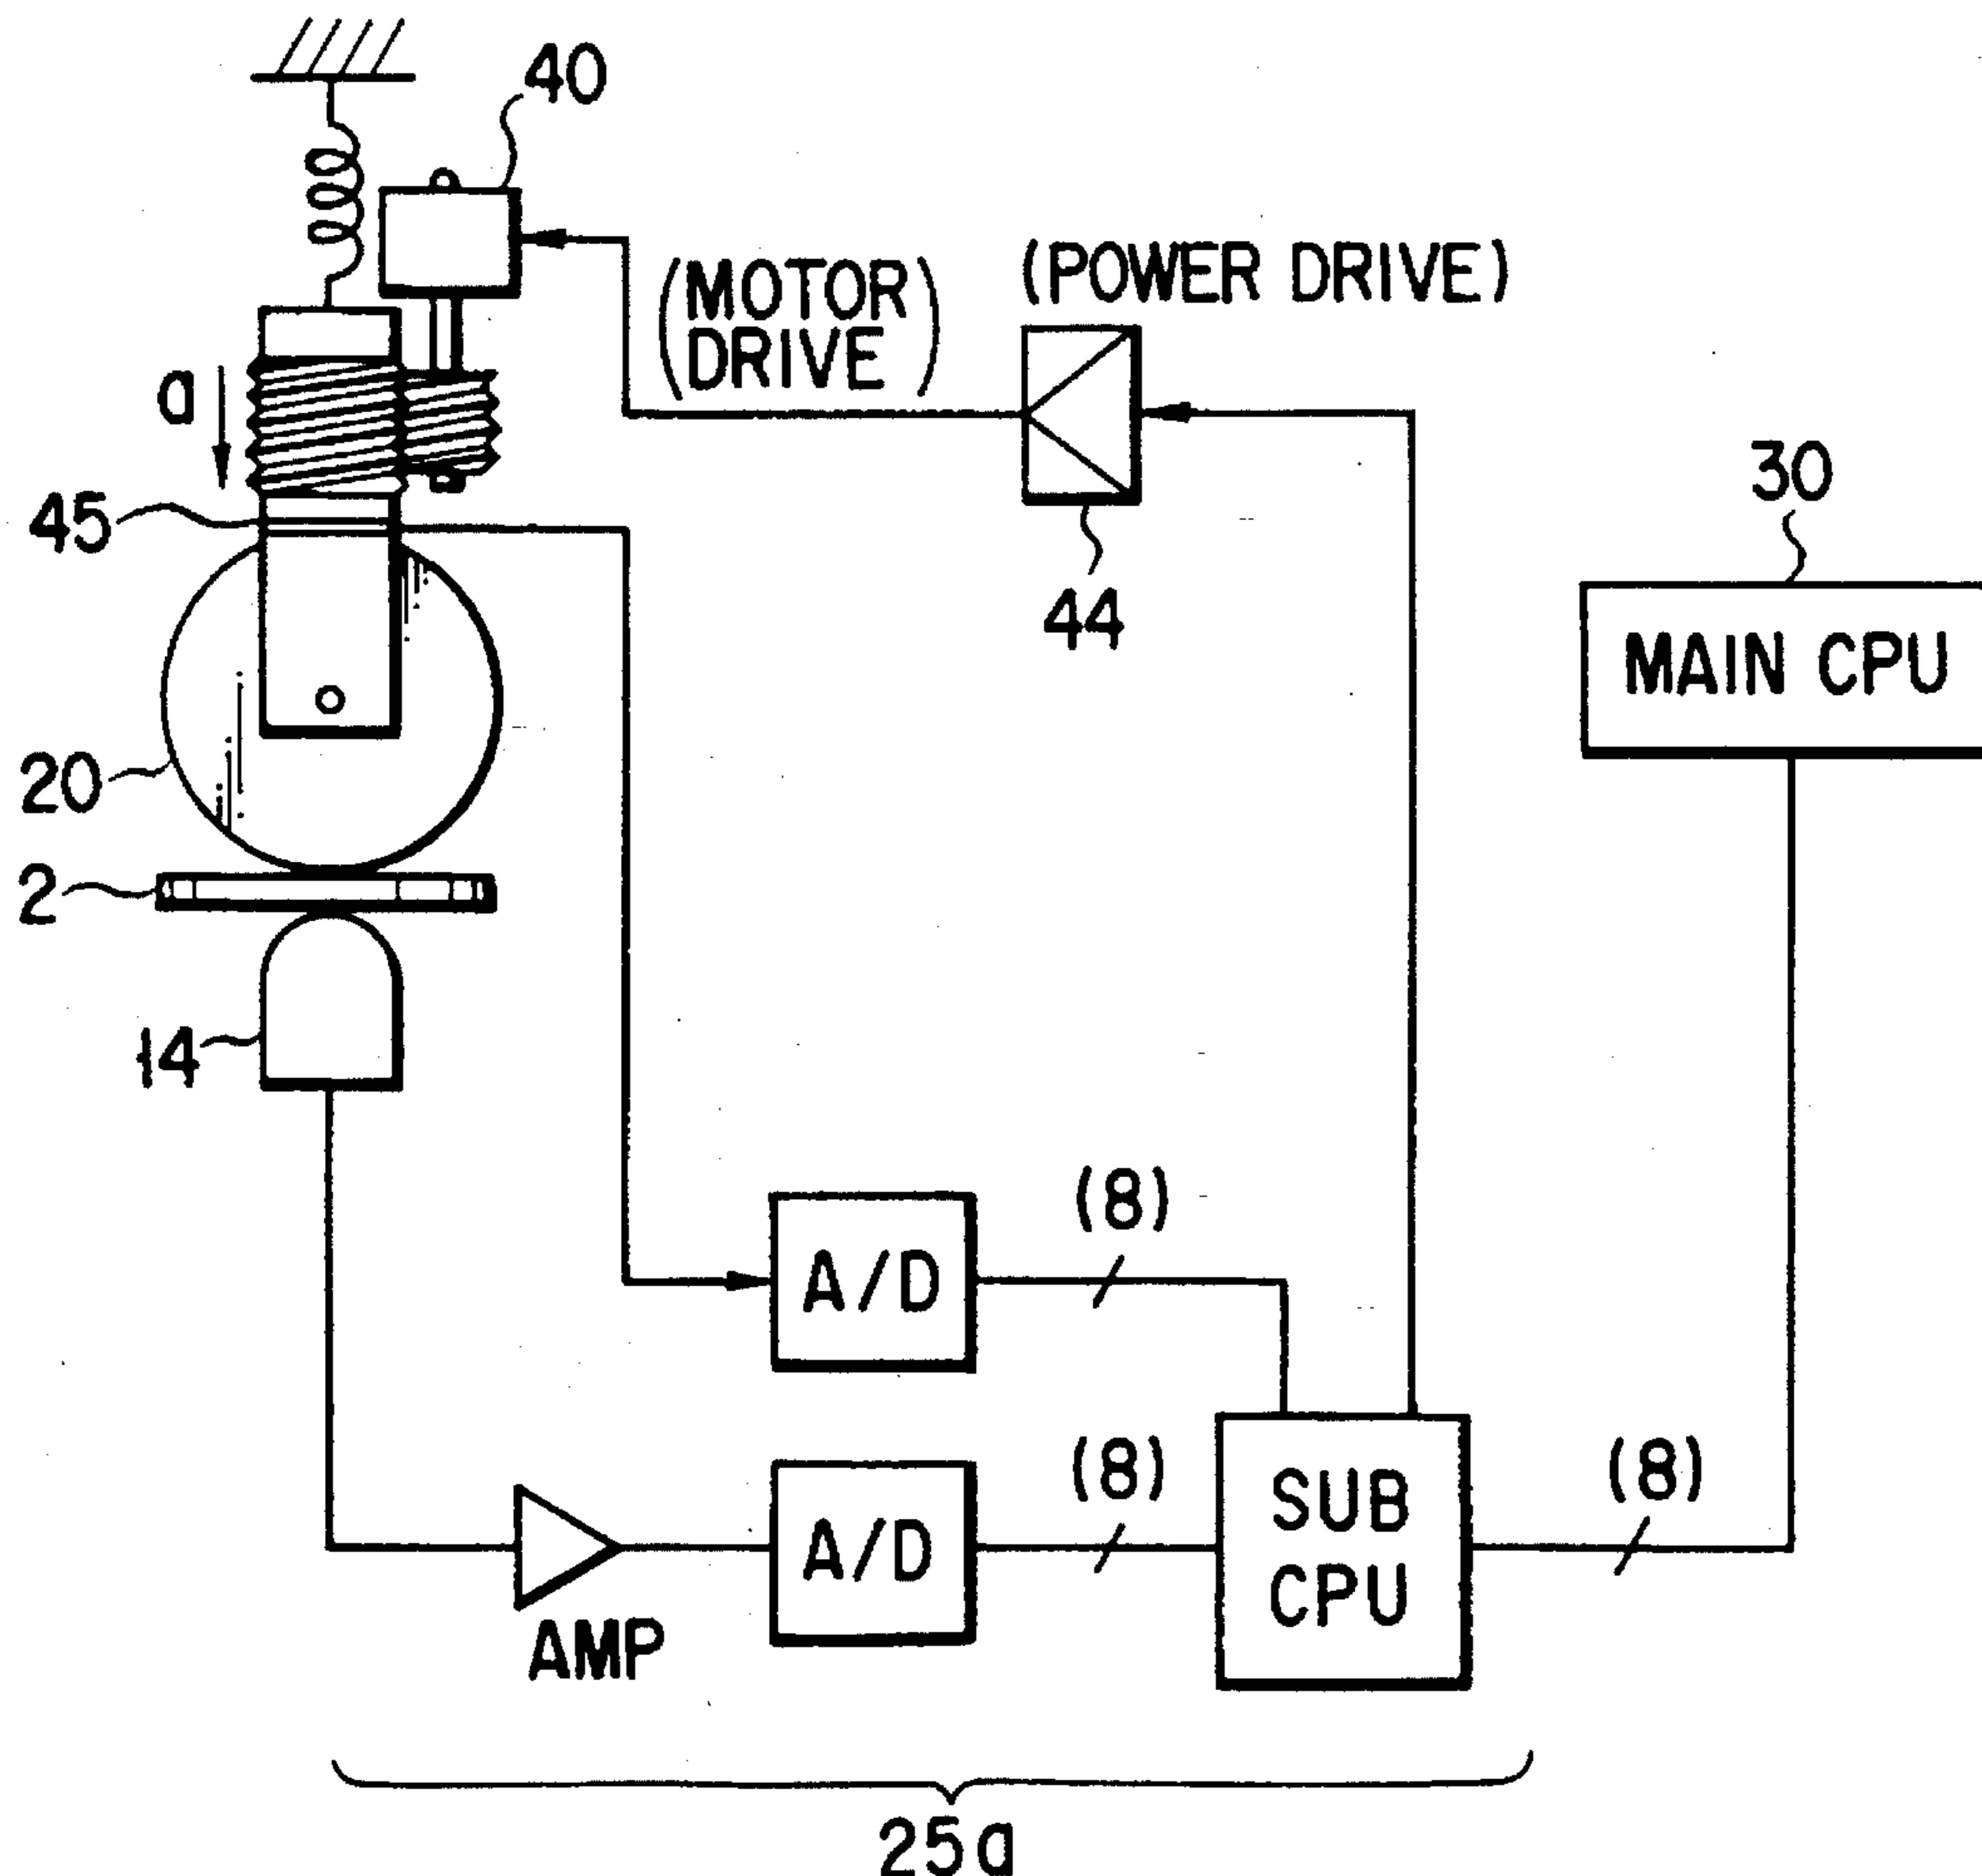 40
(MOTOR
DRIVE)
(POWER DRIVE)
a
45
44
30
MAIN CPU
20
2
14
(8)
A/D
(8)
A/D
SUB
CPU
(8)
AMP
25a